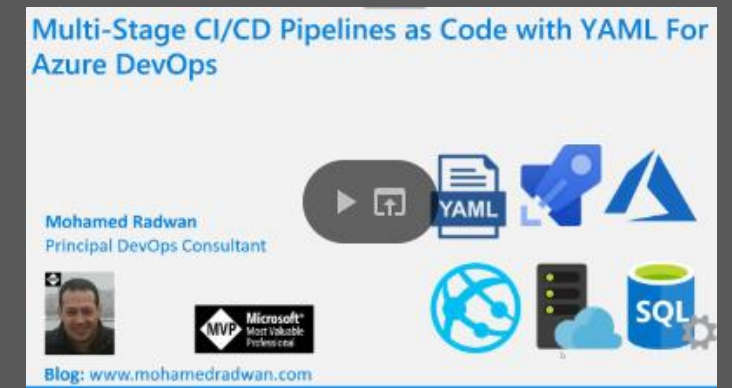 Multi-Stage CI/CD Pipelines as Code with YAML For
Azure DevOps
YAML
Mohamed Radwan
Principal DevOps Consultant
MVP
Microsoft®
Most Valuable
Professional
SQL
Blog: www.mohamedradwan.com